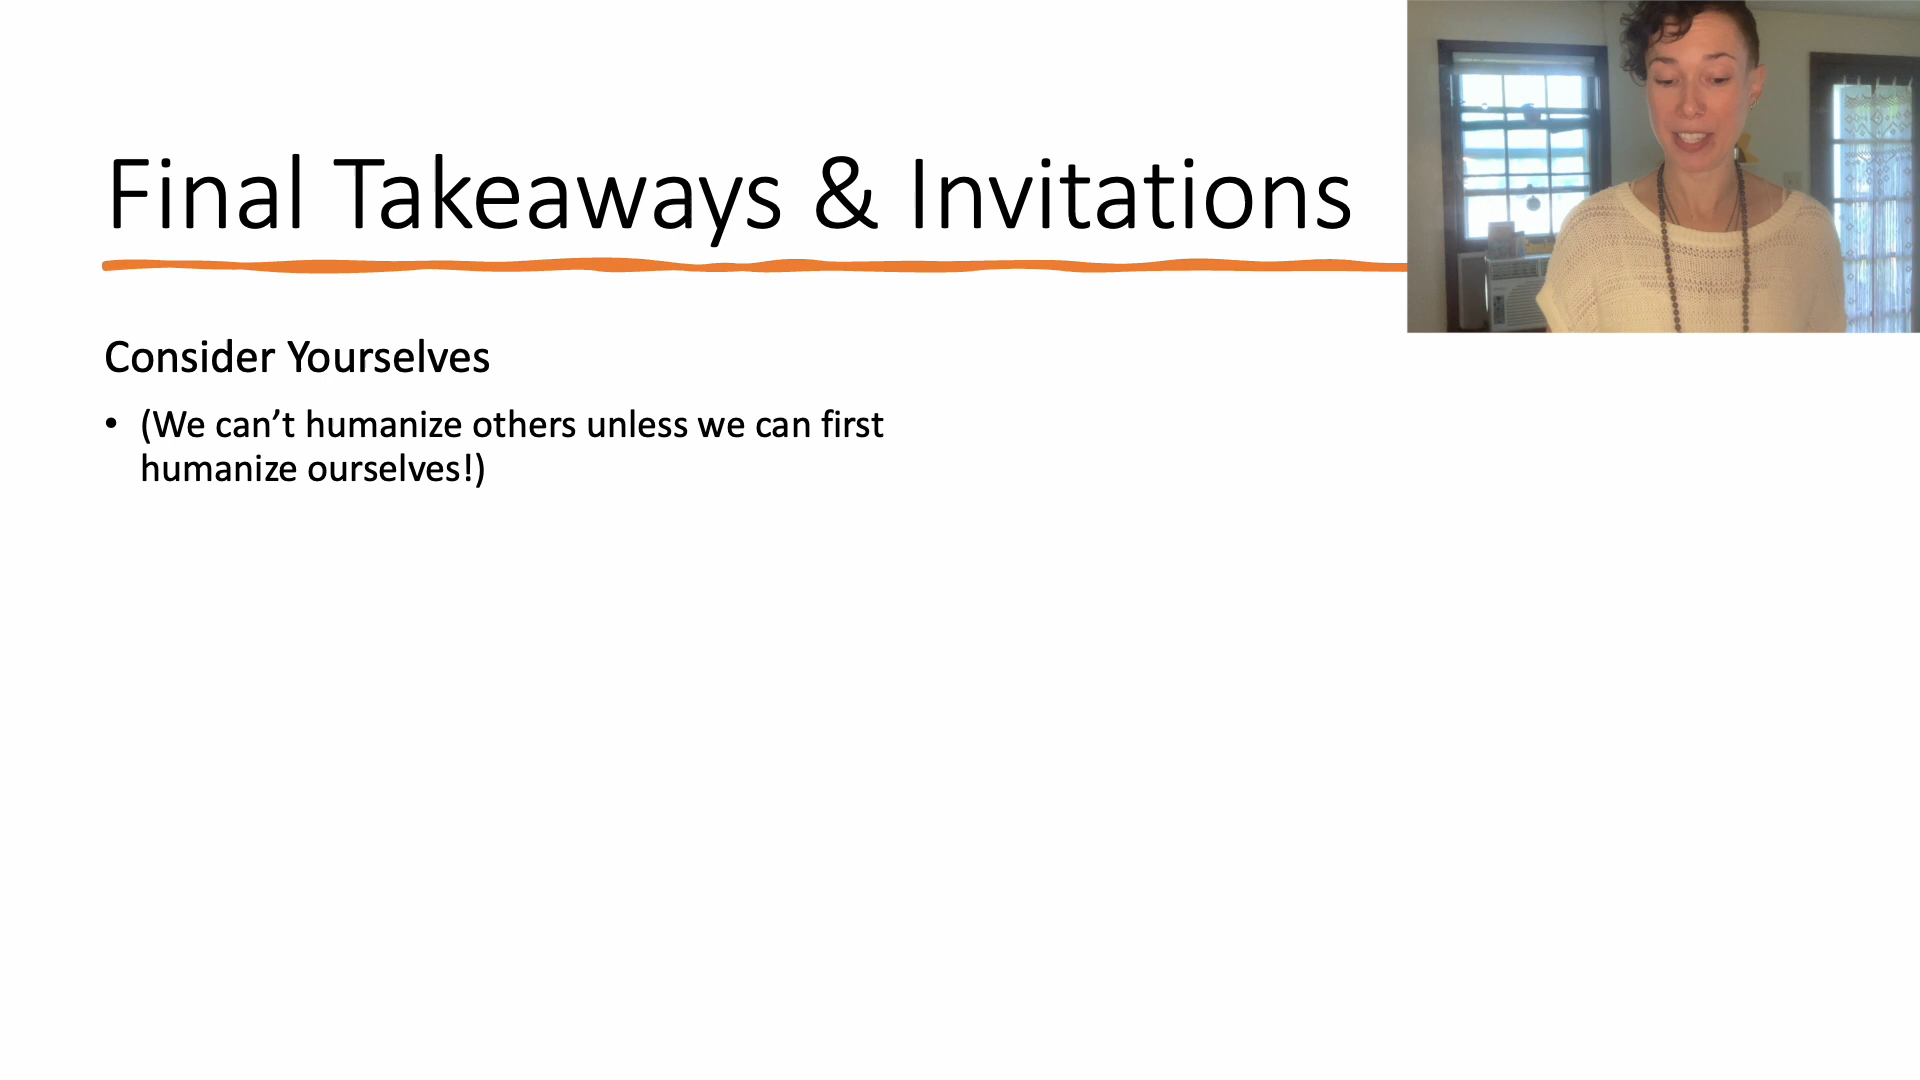 Final Takeaways & Invitations
Consider Yourselves
• (We can’t humanize others unless we can first
humanize ourselves!)